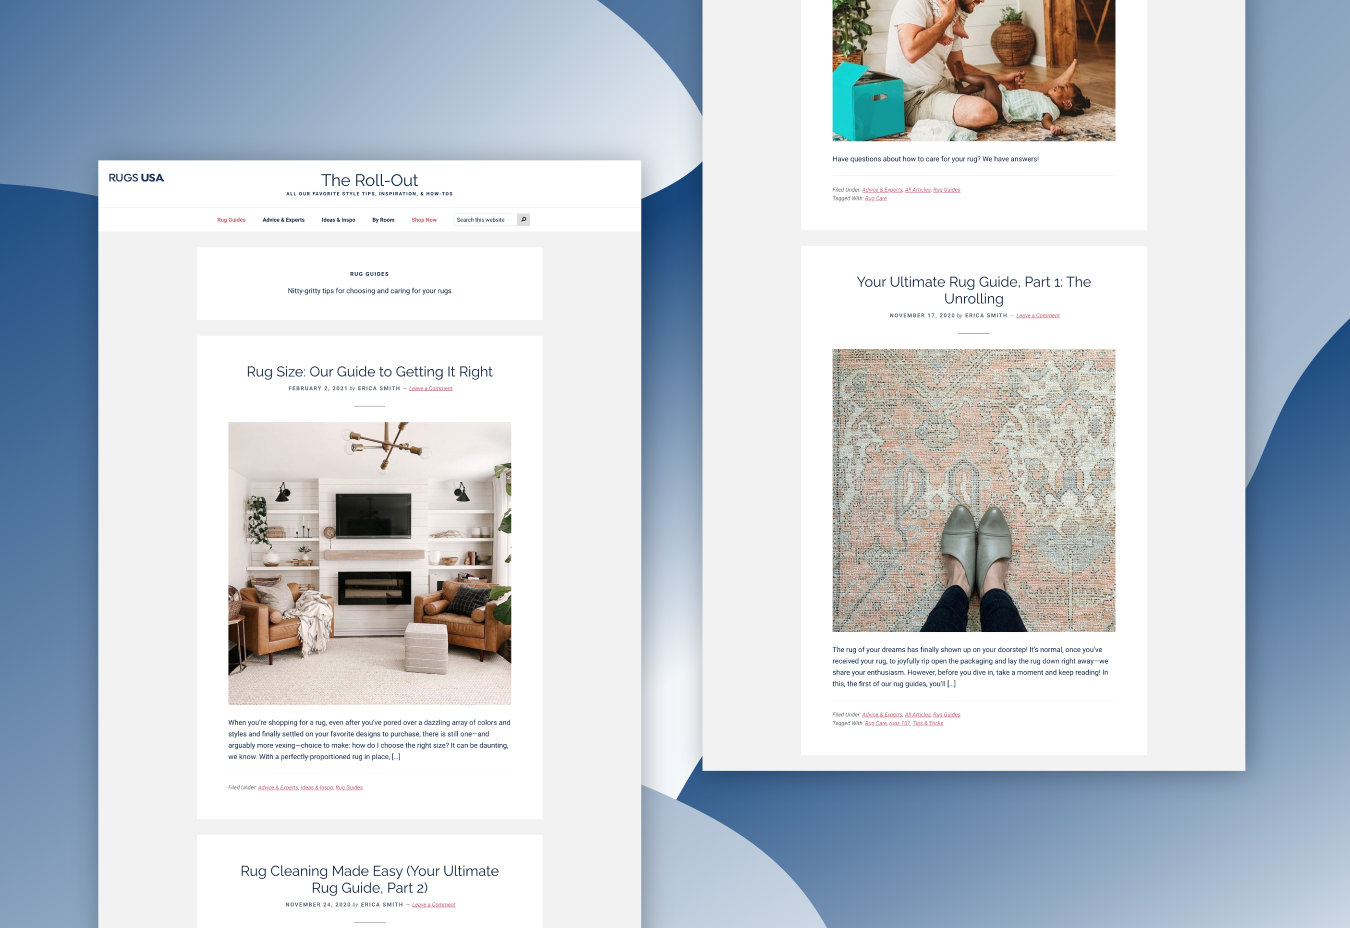 RUGS USA
The Roll-Out
ALL OUR FAVORITE STYLE TIPS, INSPIRATION, & HOW-TOS
Rug Guides Advice & Experts Ideas & Inspo By Room Shop Now Search this website
RUG GUIDES
Nitty-gritty tips for choosing and caring for your rugs
Rug Size: Our Guide to Getting It Right
FEBRUARY 2, 2021 by ERICA SMITH — Leave a Comment
When you're shopping for a rug, even after you've pored over a dazzling array of colors and
styles and finally settled on your favorite designs to purchase, there is still one—and
arguably more vexing—choice to make: how do I choose the right size? It can be daunting,
we know. With a perfectly-proportioned rug in place, [...]
Filed Under: Advice & Experts, Ideas & Inspo, Rug Guides
Rug Cleaning Made Easy (Your Ultimate
Rug Guide, Part 2)
NOVEMBER 24, 2020 by ERICA SMITH — Leave a Comment
Have questions about how to care for your rug? We have answers!
Filed Under: Advice & Experts, All Articles, Rug Guides
Tagged With: Rug Care
Your Ultimate Rug Guide, Part 1: The
Unrolling
NOVEMBER 17, 2020 by ERICA SMITH — Leave a Comment
The rug of your dreams has finally shown up on your doorstep! It's normal, once you've
received your rug, to joyfully rip open the packaging and lay the rug down right away—we
share your enthusiasm. However, before you dive in, take a moment and keep reading! In
this, the first of our rug guides, you'll [...]
Filed Under: Advice & Experts, All Articles, Rug Guides
Tagged With: Rug Care, rugs 101, Tips & Tricks